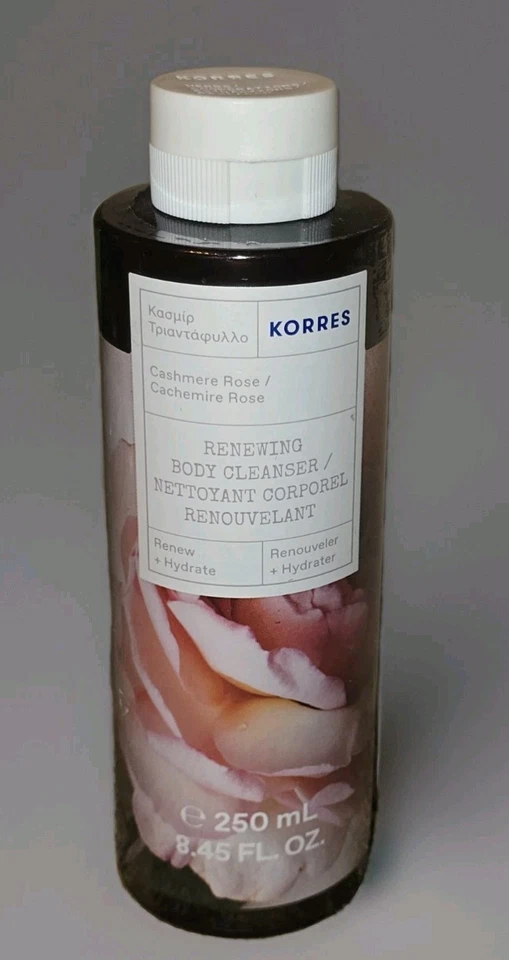 KORRES
Κασμίρ
Τριαντάφυλλο
KORRES
Cashmere Rose /
Cachemire Rose
RENEWING
BODY CLEANSER /
NETTOYANT CORPOREL
RENOUVELANT
Renew
+ Hydrate
Renouveler
+ Hydrater
℮ 250 mL
8.45 FL. OZ.